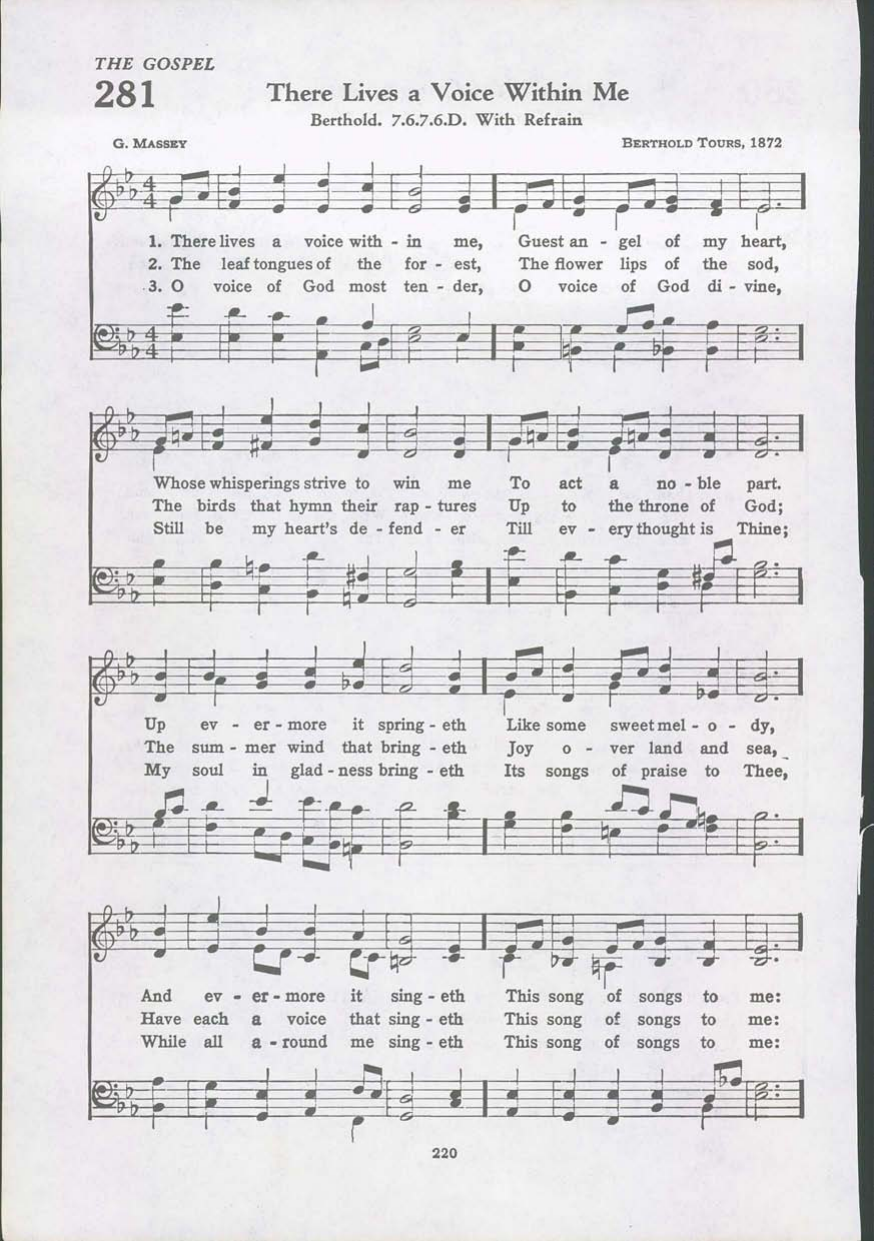 THE GOSPEL
281 There Lives a Voice Within Me
Berthold. 7.6.7.6.D. With Refrain
G. Massey Berthold Tours, 1872
1. There lives a voice with - in me, Guest an - gel of my heart,
2. The leaf tongues of the for - est, The flower lips of the sod,
3. O voice of God most ten - der, O voice of God di - vine,
Whose whisperings strive to win me To act a no - ble part.
The birds that hymn their rap - tures Up to the throne of God;
Still be my heart's de - fend - er Till ev - ery thought is Thine;
Up ev - er - more it spring - eth Like some sweet mel - o - dy,
The sum - mer wind that bring - eth Joy o - ver land and sea,
My soul in glad - ness bring - eth Its songs of praise to Thee,
And ev - er - more it sing - eth This song of songs to me:
Have each a voice that sing - eth This song of songs to me:
While all a - round me sing - eth This song of songs to me:
220